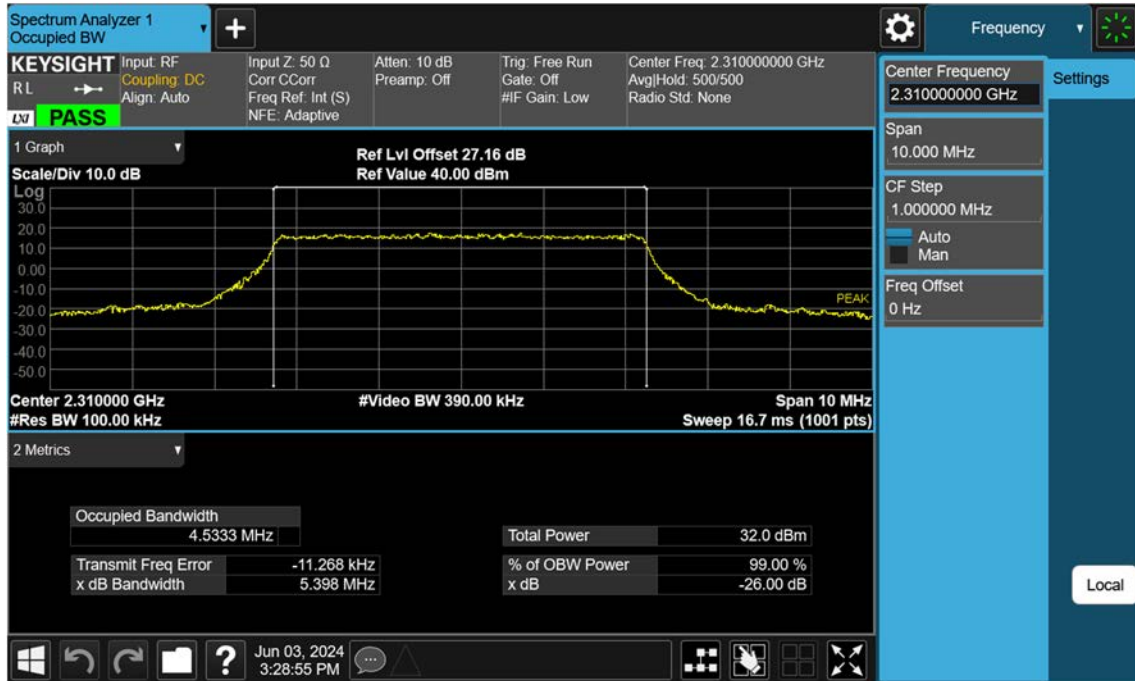 Spectrum Analyzer 1
Occupied BW
Frequency
KEYSIGHT
RL
LXI PASS
Input: RF
Coupling: DC
Align: Auto
Input Z: 50 Ω
Corr CCorr
Freq Ref: Int (S)
NFE: Adaptive
Atten: 10 dB
Preamp: Off
Trig: Free Run
Gate: Off
#IF Gain: Low
Center Freq: 2.310000000 GHz
Avg|Hold: 500/500
Radio Std: None
Center Frequency
2.310000000 GHz
Settings
Span
10.000 MHz
CF Step
1.000000 MHz
Auto
Man
Freq Offset
0 Hz
Local
1 Graph
Scale/Div 10.0 dB
Ref Lvl Offset 27.16 dB
Ref Value 40.00 dBm
Log
30.0
20.0
10.0
0.00
-10.0
-20.0
-30.0
-40.0
-50.0
PEAK
Center 2.310000 GHz
#Video BW 390.00 kHz
Span 10 MHz
#Res BW 100.00 kHz
Sweep 16.7 ms (1001 pts)
2 Metrics
Occupied Bandwidth
4.5333 MHz
Total Power 32.0 dBm
Transmit Freq Error -11.268 kHz
% of OBW Power 99.00 %
x dB Bandwidth 5.398 MHz
x dB -26.00 dB
?
Jun 03, 2024
3:28:55 PM